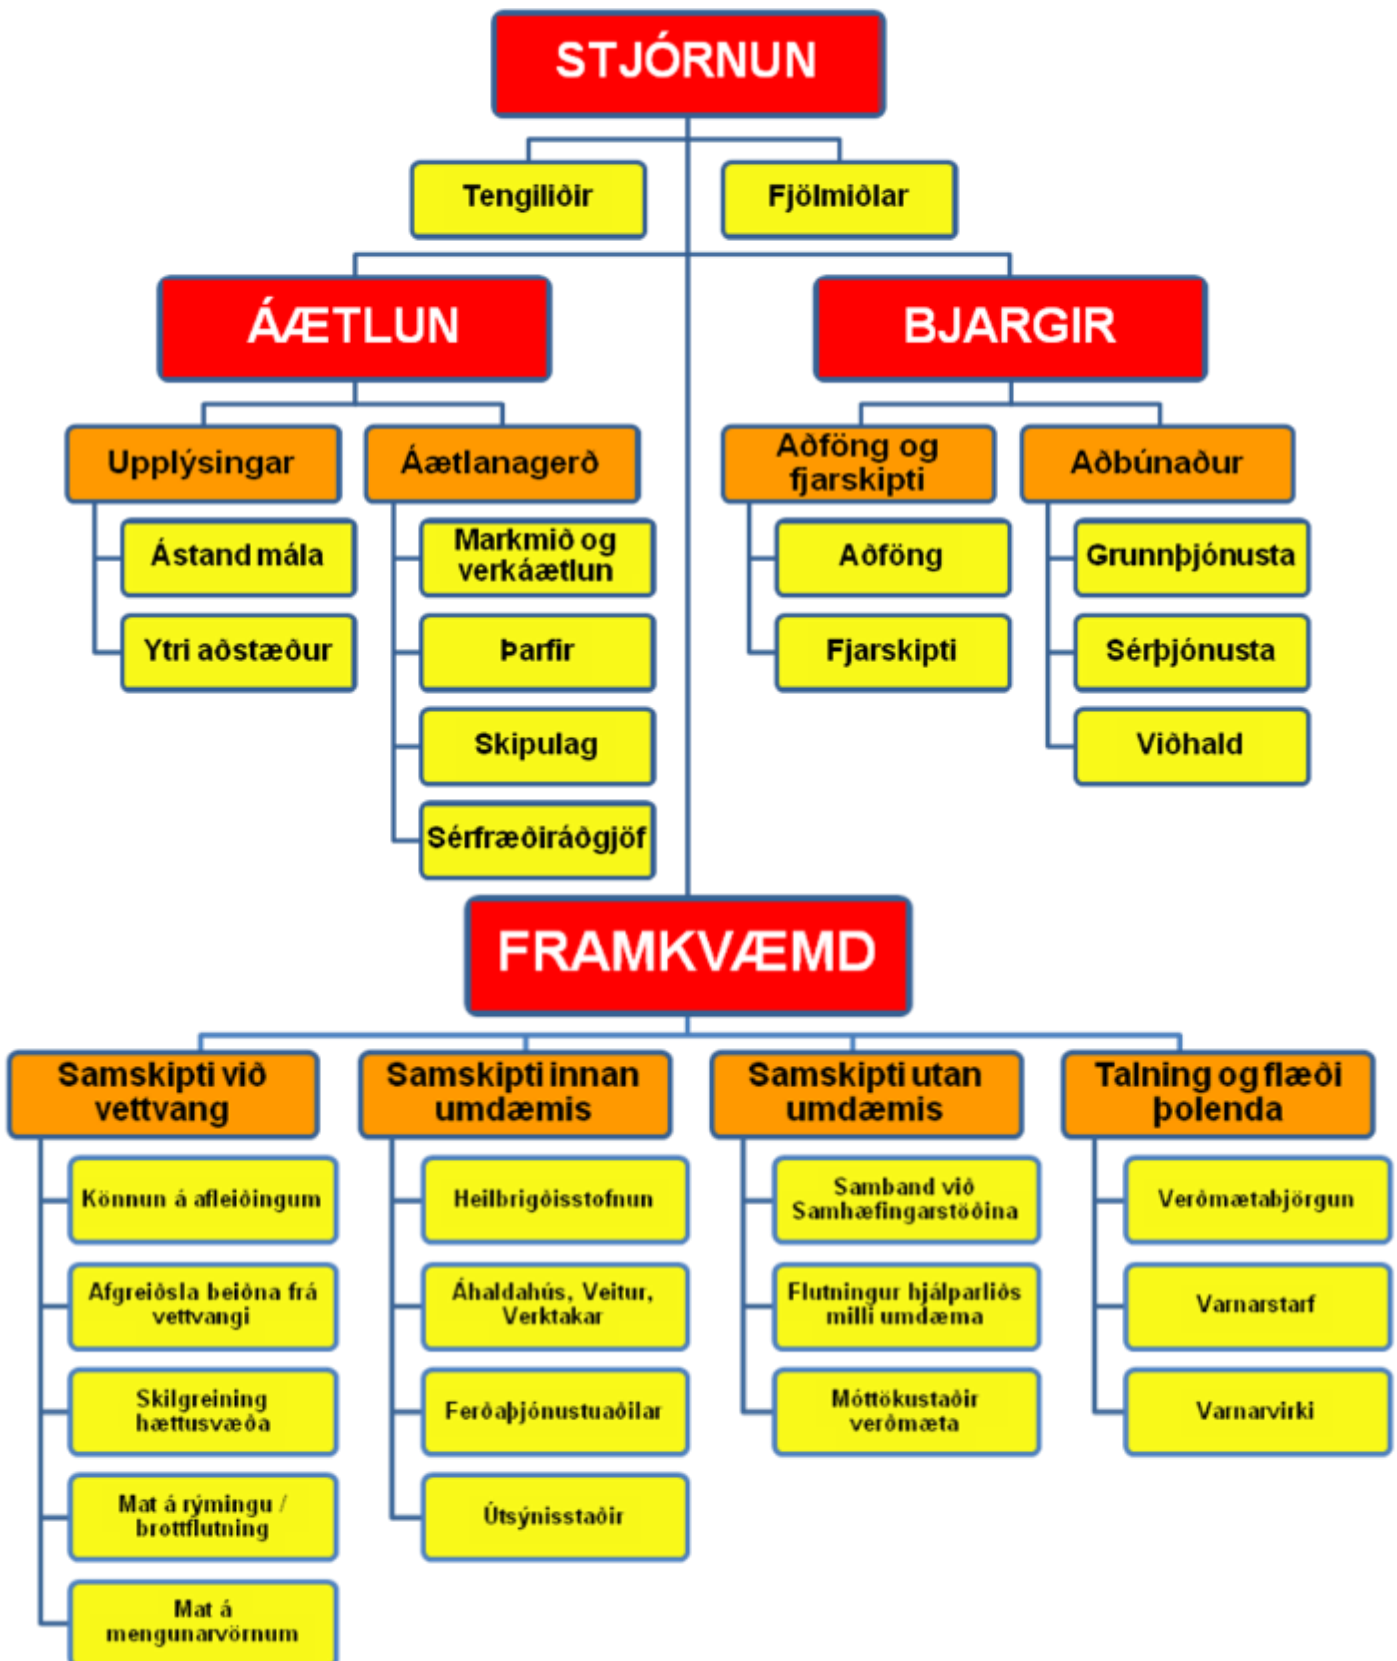 STJÓRNUN
Tengiliðir
Fjölmiðlar
ÁÆTLUN
BJARGIR
Upplýsingar
Ástand mála
Ytri aðstæður
Áætlanagerð
Markmið og
verkáætlun
Þarfir
Skipulag
Sérfræðiráðgjöf
Aðföng og
fjarskipti
Aðföng
Fjarskipti
Aðbúnaður
Grunnþjónusta
Sérþjónusta
Viðhald
FRAMKVÆMD
Samskipti við
vettvang
Könnun á afleiðingum
Afgreiðsla beiðna frá
vettvangi
Skilgreining
hættusvæða
Mat á rýmingu /
brottflutning
Mat á
mengunarvörnum
Samskipti innan
umdæmis
Heilbrigðisstofnun
Áhaldahús, Veitur,
Verktakar
Ferðaþjónustuaðilar
Útsýnisstaðir
Samskipti utan
umdæmis
Samband við
Samhæfingarstöðina
Flutningur hjálparliðs
milli umdæma
Móttökustaðir
verðmæta
Talning og flæði
þolenda
Verðmætabjörgun
Varnarstarf
Varnarvirki